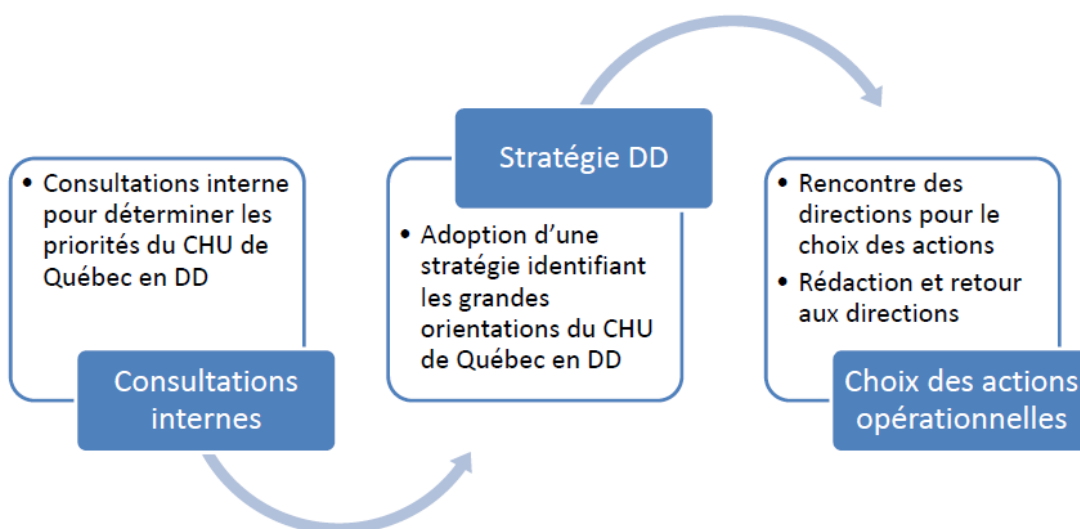 • Consultations interne
pour déterminer les
priorités du CHU de
Québec en DD
Consultations
internes
Stratégie DD
• Adoption d’une
stratégie identifiant
les grandes
orientations du CHU
de Québec en DD
• Rencontre des
directions pour le
choix des actions
• Rédaction et retour
aux directions
Choix des actions
opérationnelles